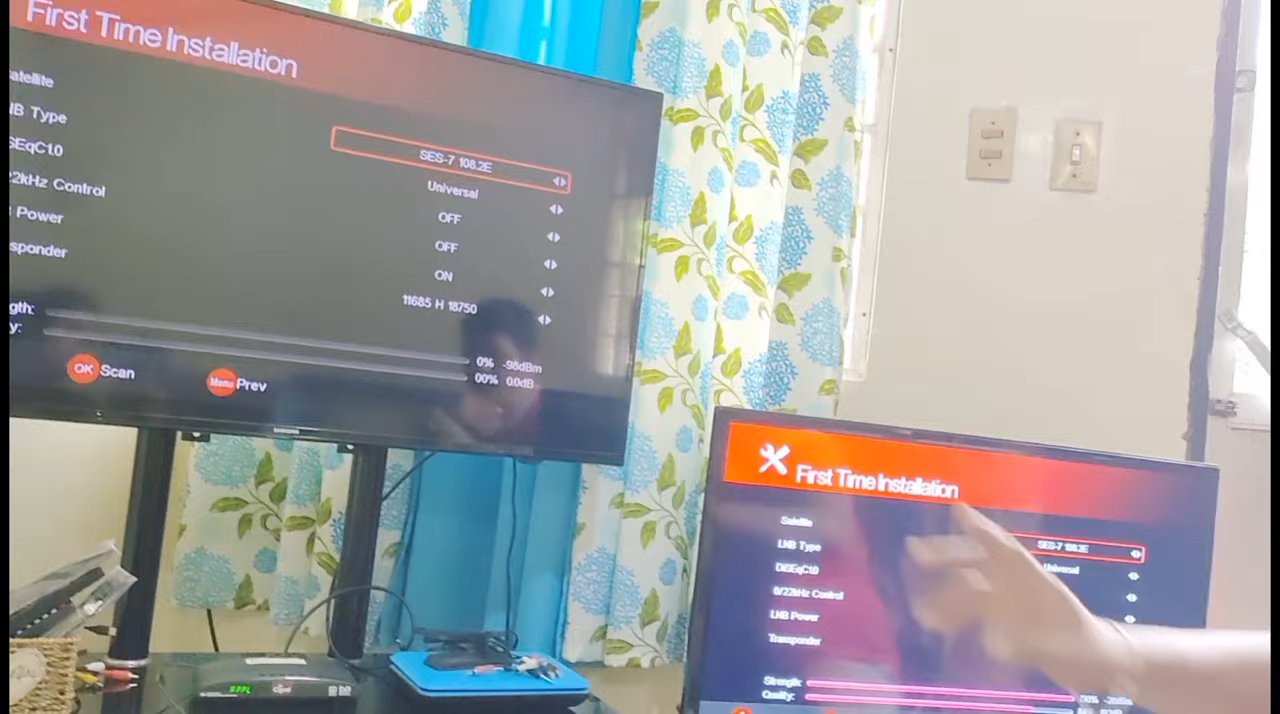 First Time Installation
atellite
SES-7 108.2E
IB Type
Universal
SEqC1.0
OFF
22kHz Control
OFF
Power
ON
sponder
11685 H 18750
gth:
0% -98dBm
y:
00% 0.0dB
OK Scan
Menu Prev
SAMSUNG
First Time Installation
Satellite
SES-7 108.2E
LNB Type
Universal
DiSEqC1.0
0/22kHz Control
LNB Power
Transponder
Strength:
Quality: